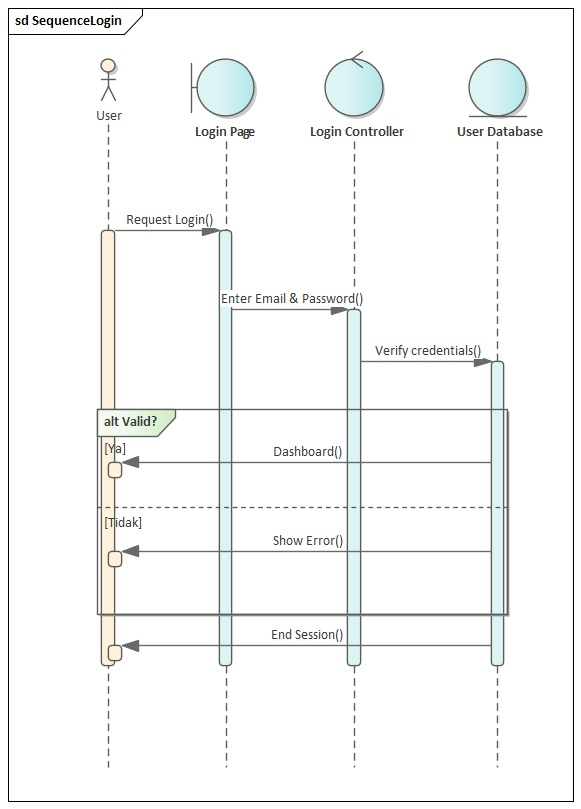 sd SequenceLogin
User
Login Page
Login Controller
User Database
Request Login()
Enter Email & Password()
Verify credentials()
alt Valid?
[Ya]
Dashboard()
[Tidak]
Show Error()
End Session()